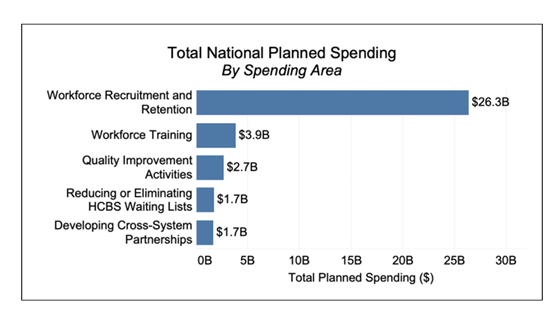 Total National Planned Spending
By Spending Area
Workforce Recruitment and
Retention
$26.3B
Workforce Training
$3.9B
Quality Improvement
Activities
$2.7B
Reducing or Eliminating
HCBS Waiting Lists
$1.7B
Developing Cross-System
Partnerships
$1.7B
0B 5B 10B 15B 20B 25B 30B
Total Planned Spending ($)